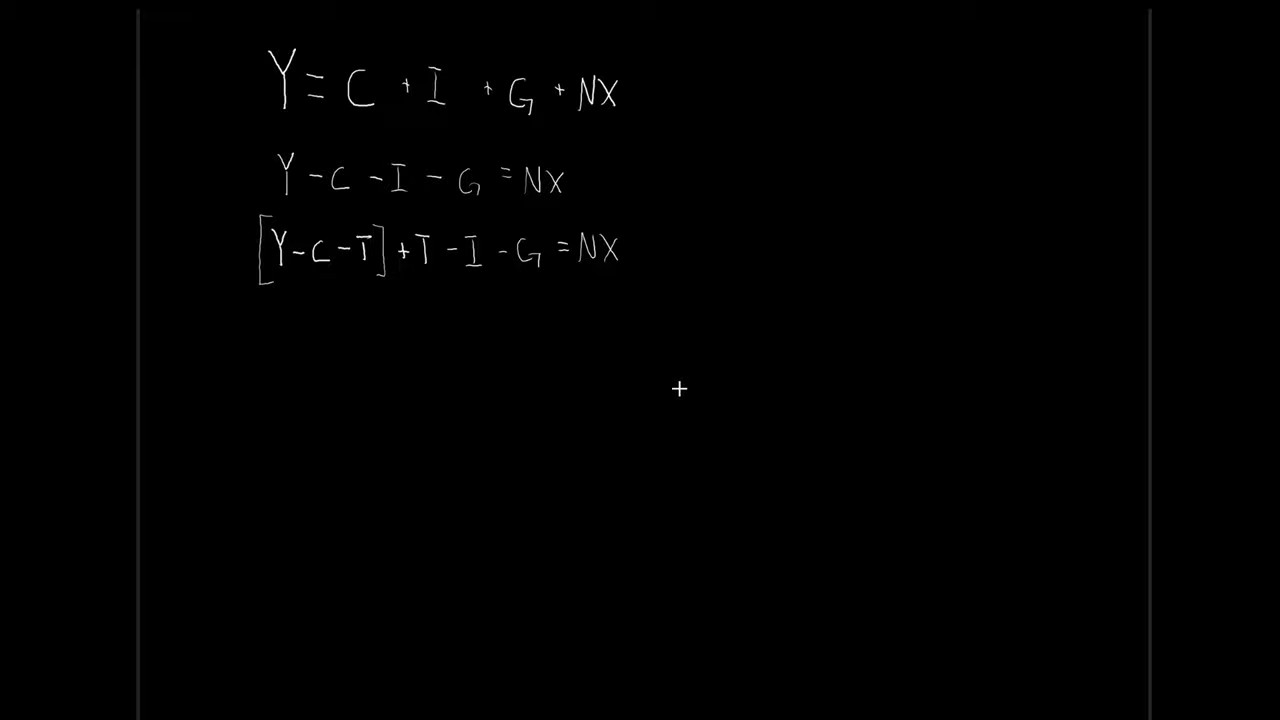 Y = C + I + G + NX
Y - C - I - G = NX
[Y - C - T] + T - I - G = NX